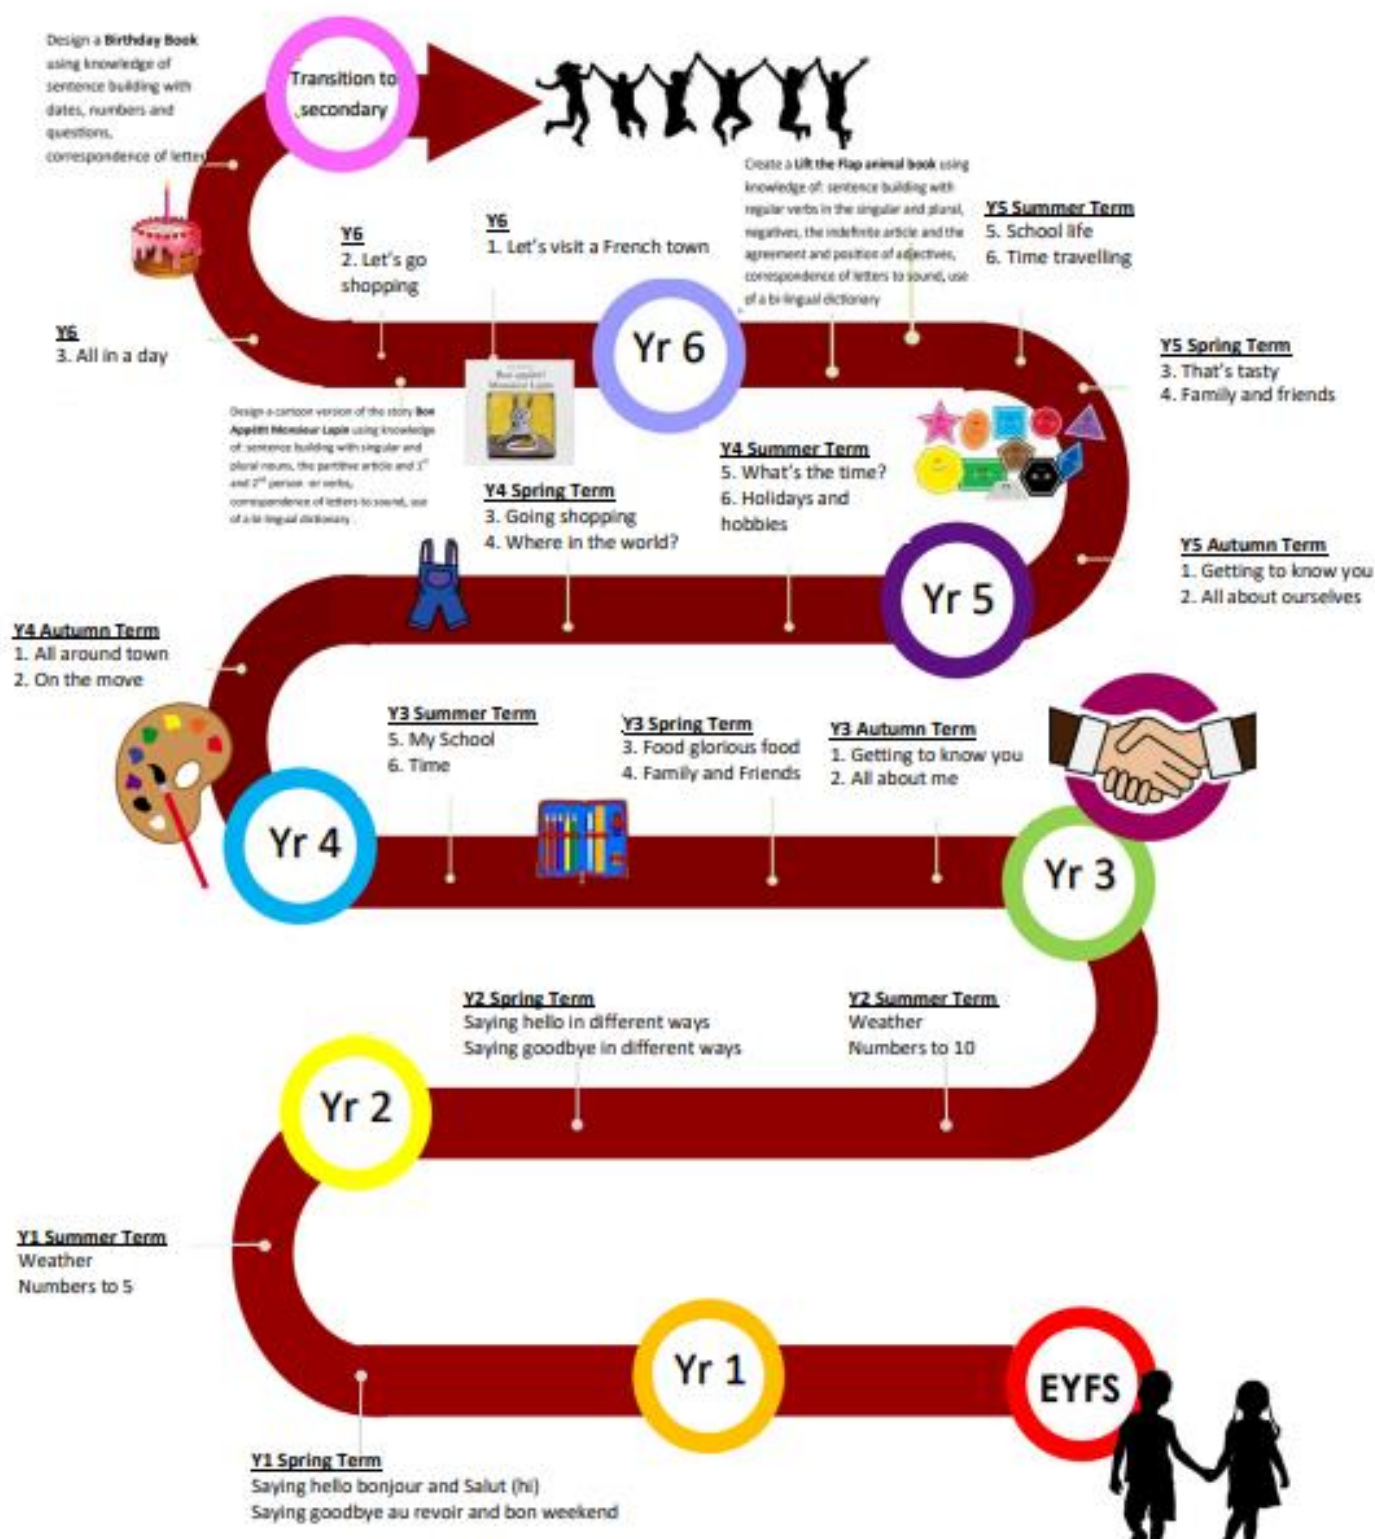 Design a Birthday Book
using knowledge of
sentence building with
dates, numbers and
questions,
correspondence of letter
Transition to
secondary
Create a Lift the Flap animal book using
knowledge of: sentence building with
regular verbs in the singular and plural,
negatives, the indefinite article and the
agreement and position of adjectives,
correspondence of letters to sound, use
of a bi-lingual dictionary
Y5 Summer Term
5. School life
6. Time travelling
Y6
1. Let's visit a French town
Y6
2. Let's go
shopping
Y6
3. All in a day
Yr 6
Y5 Spring Term
3. That's tasty
4. Family and friends
Bon appétit!
Monsieur Lapin
Design a cartoon version of the story Bon
Appétit Monsieur Lapin using knowledge
of: sentence building with singular and
plural nouns, the partitive article and 1st
and 2nd person -er verbs,
correspondence of letters to sound, use
of a bi-lingual dictionary
Y4 Summer Term
5. What's the time?
6. Holidays and
hobbies
Y4 Spring Term
3. Going shopping
4. Where in the world?
Yr 5
Y5 Autumn Term
1. Getting to know you
2. All about ourselves
Y4 Autumn Term
1. All around town
2. On the move
Y3 Summer Term
5. My School
6. Time
Y3 Spring Term
3. Food glorious food
4. Family and Friends
Y3 Autumn Term
1. Getting to know you
2. All about me
Yr 4
Yr 3
Y2 Spring Term
Saying hello in different ways
Saying goodbye in different ways
Y2 Summer Term
Weather
Numbers to 10
Yr 2
Y1 Summer Term
Weather
Numbers to 5
Yr 1
EYFS
Y1 Spring Term
Saying hello bonjour and Salut (hi)
Saying goodbye au revoir and bon weekend